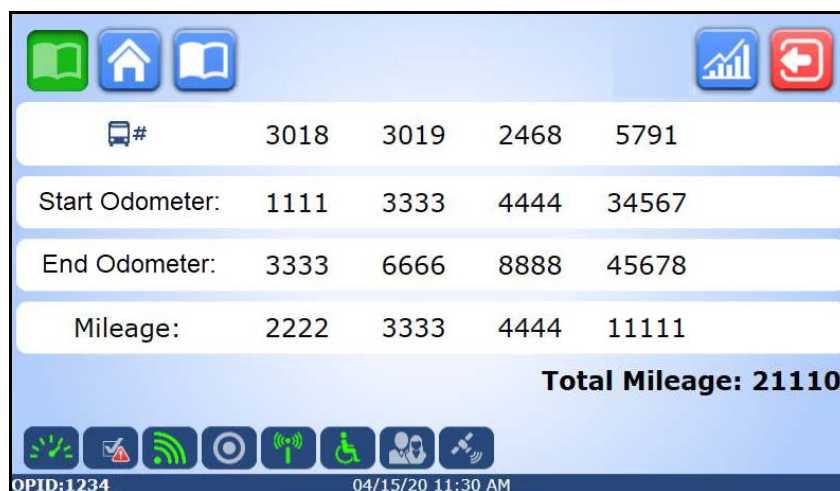 # 3018 3019 2468 5791
Start Odometer: 1111 3333 4444 34567
End Odometer: 3333 6666 8888 45678
Mileage: 2222 3333 4444 11111
Total Mileage: 21110
OPID:1234 04/15/20 11:30 AM